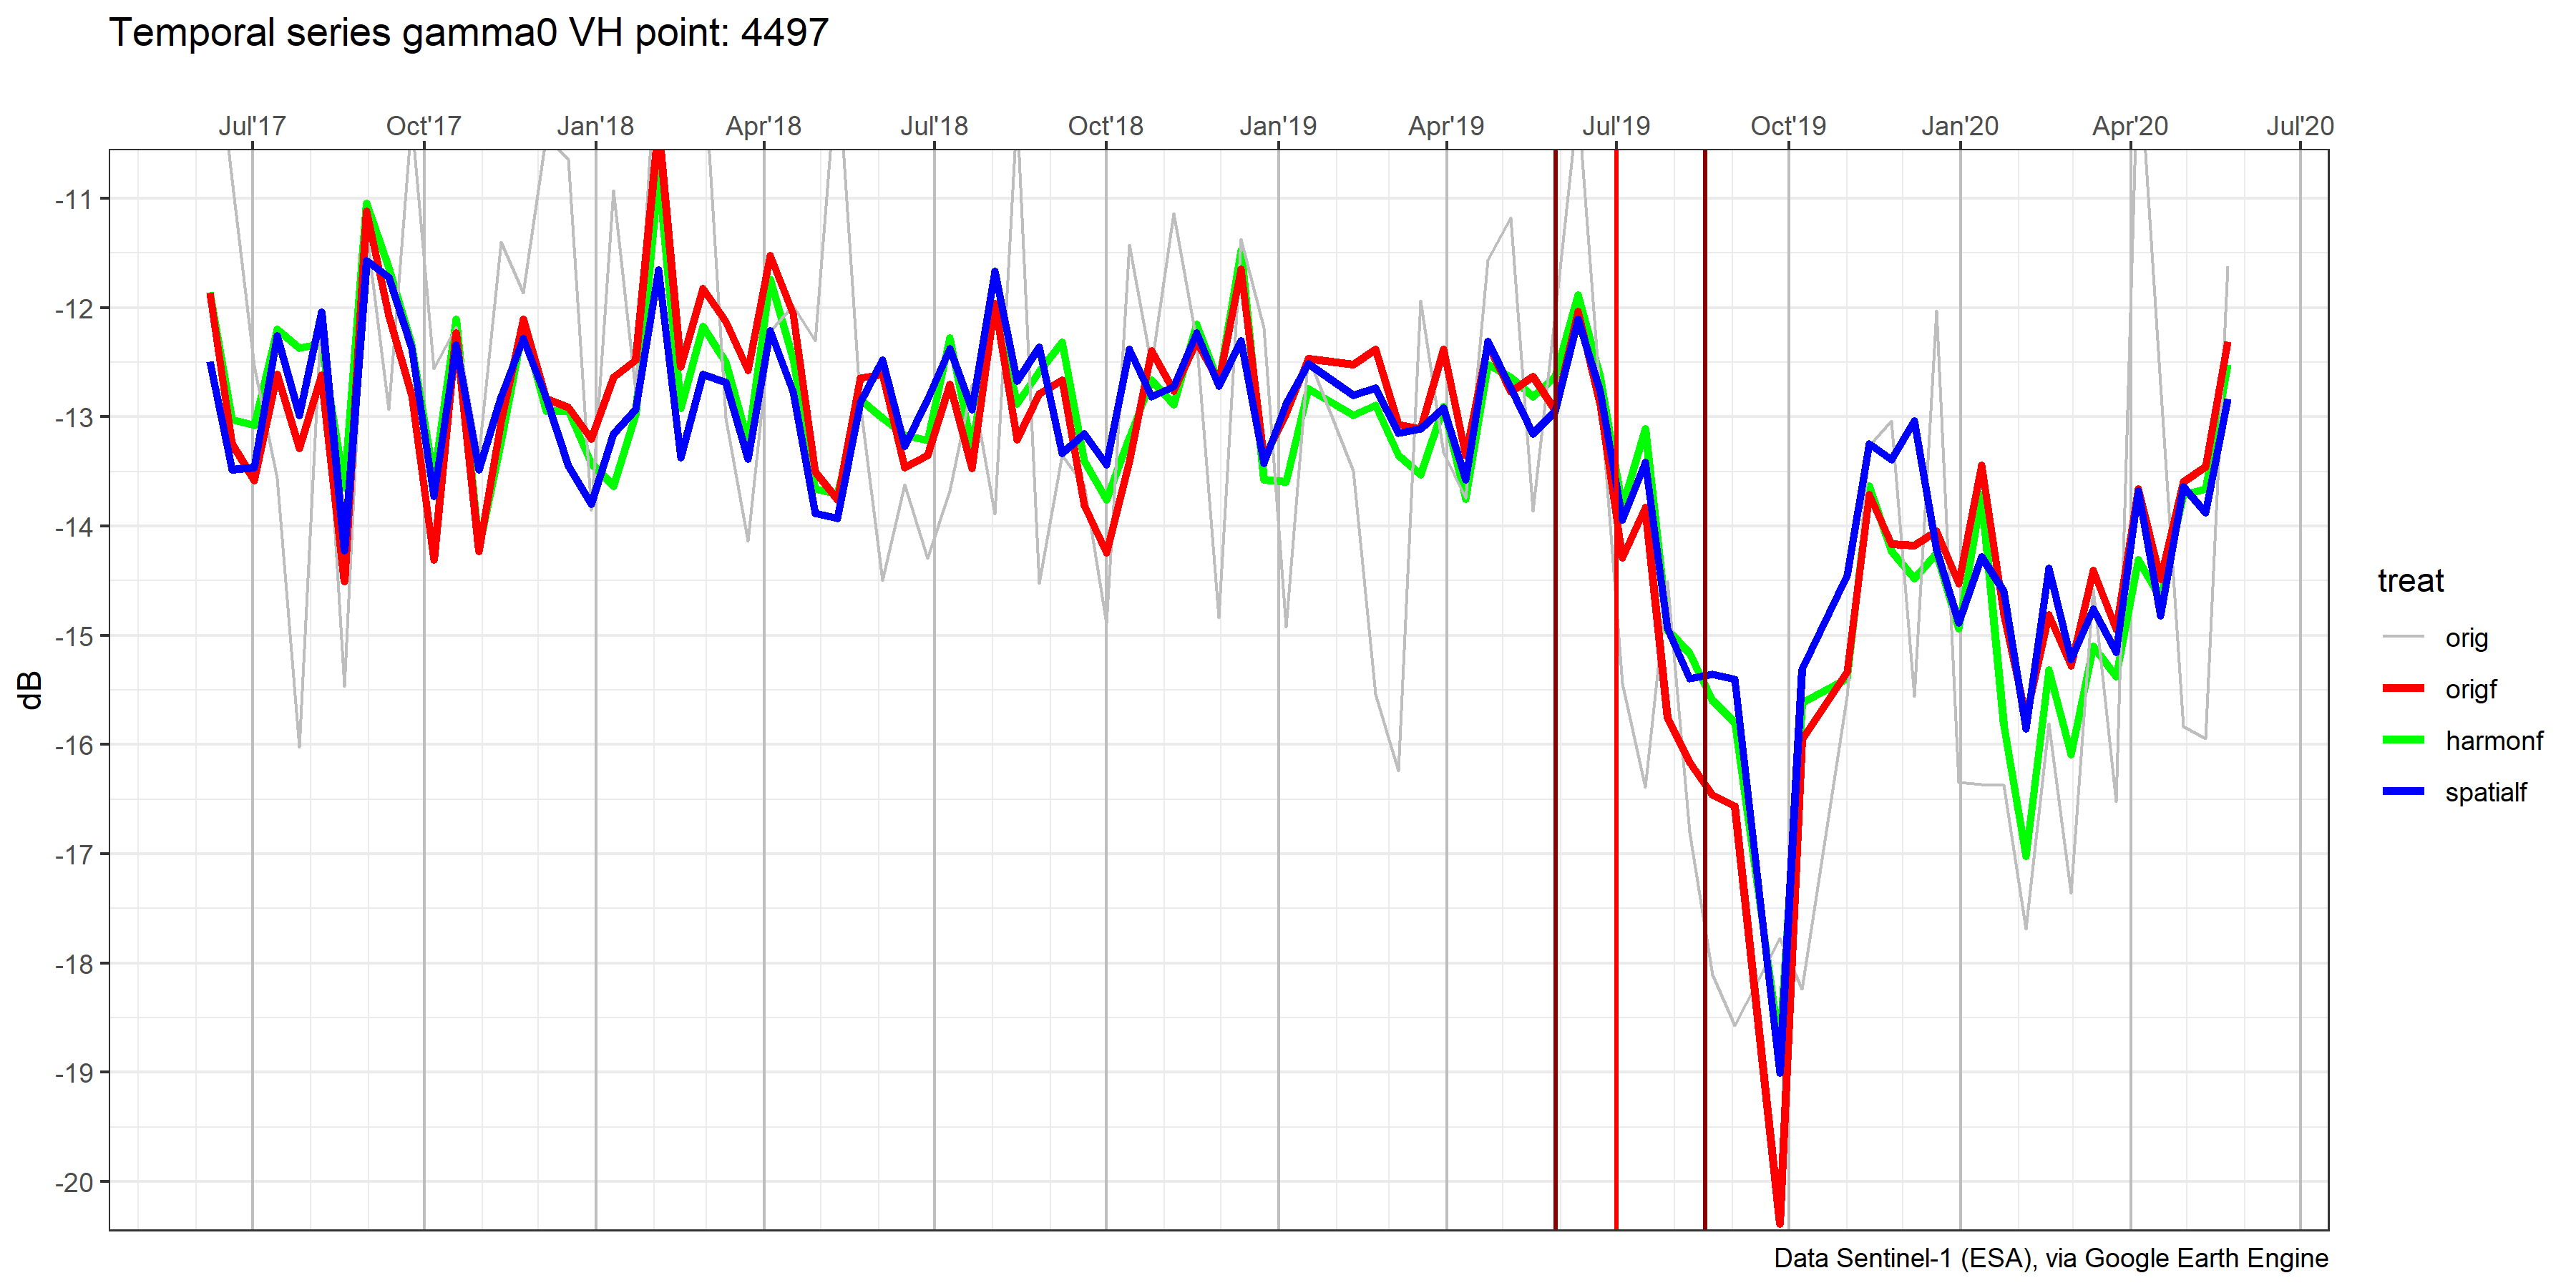 Temporal series gamma0 VH point: 4497
Jul'17 Oct'17 Jan'18 Apr'18 Jul'18 Oct'18 Jan'19 Apr'19 Jul'19 Oct'19 Jan'20 Apr'20 Jul'20
-11
-12
-13
-14
-15
-16
-17
-18
-19
-20
dB
treat
orig
origf
harmonf
spatialf
Data Sentinel-1 (ESA), via Google Earth Engine